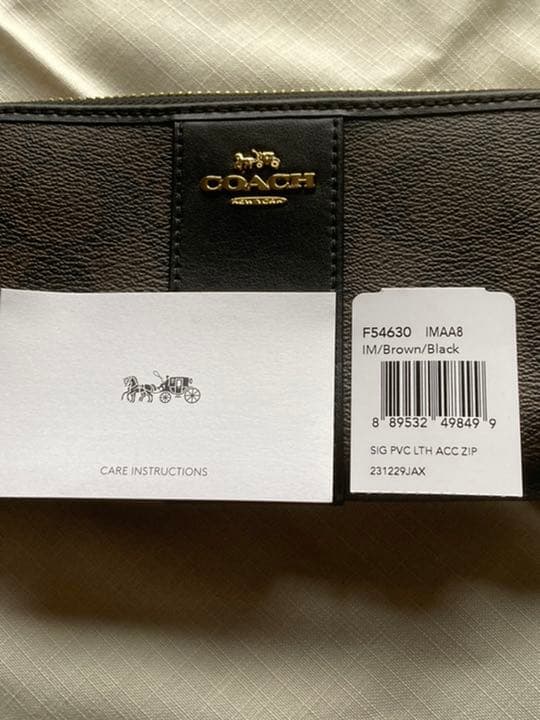 COACH
NEW YORK
F54630 IMAA8
IM/Brown/Black
8 89532 49849 9
SIG PVC LTH ACC ZIP
231229JAX
CARE INSTRUCTIONS